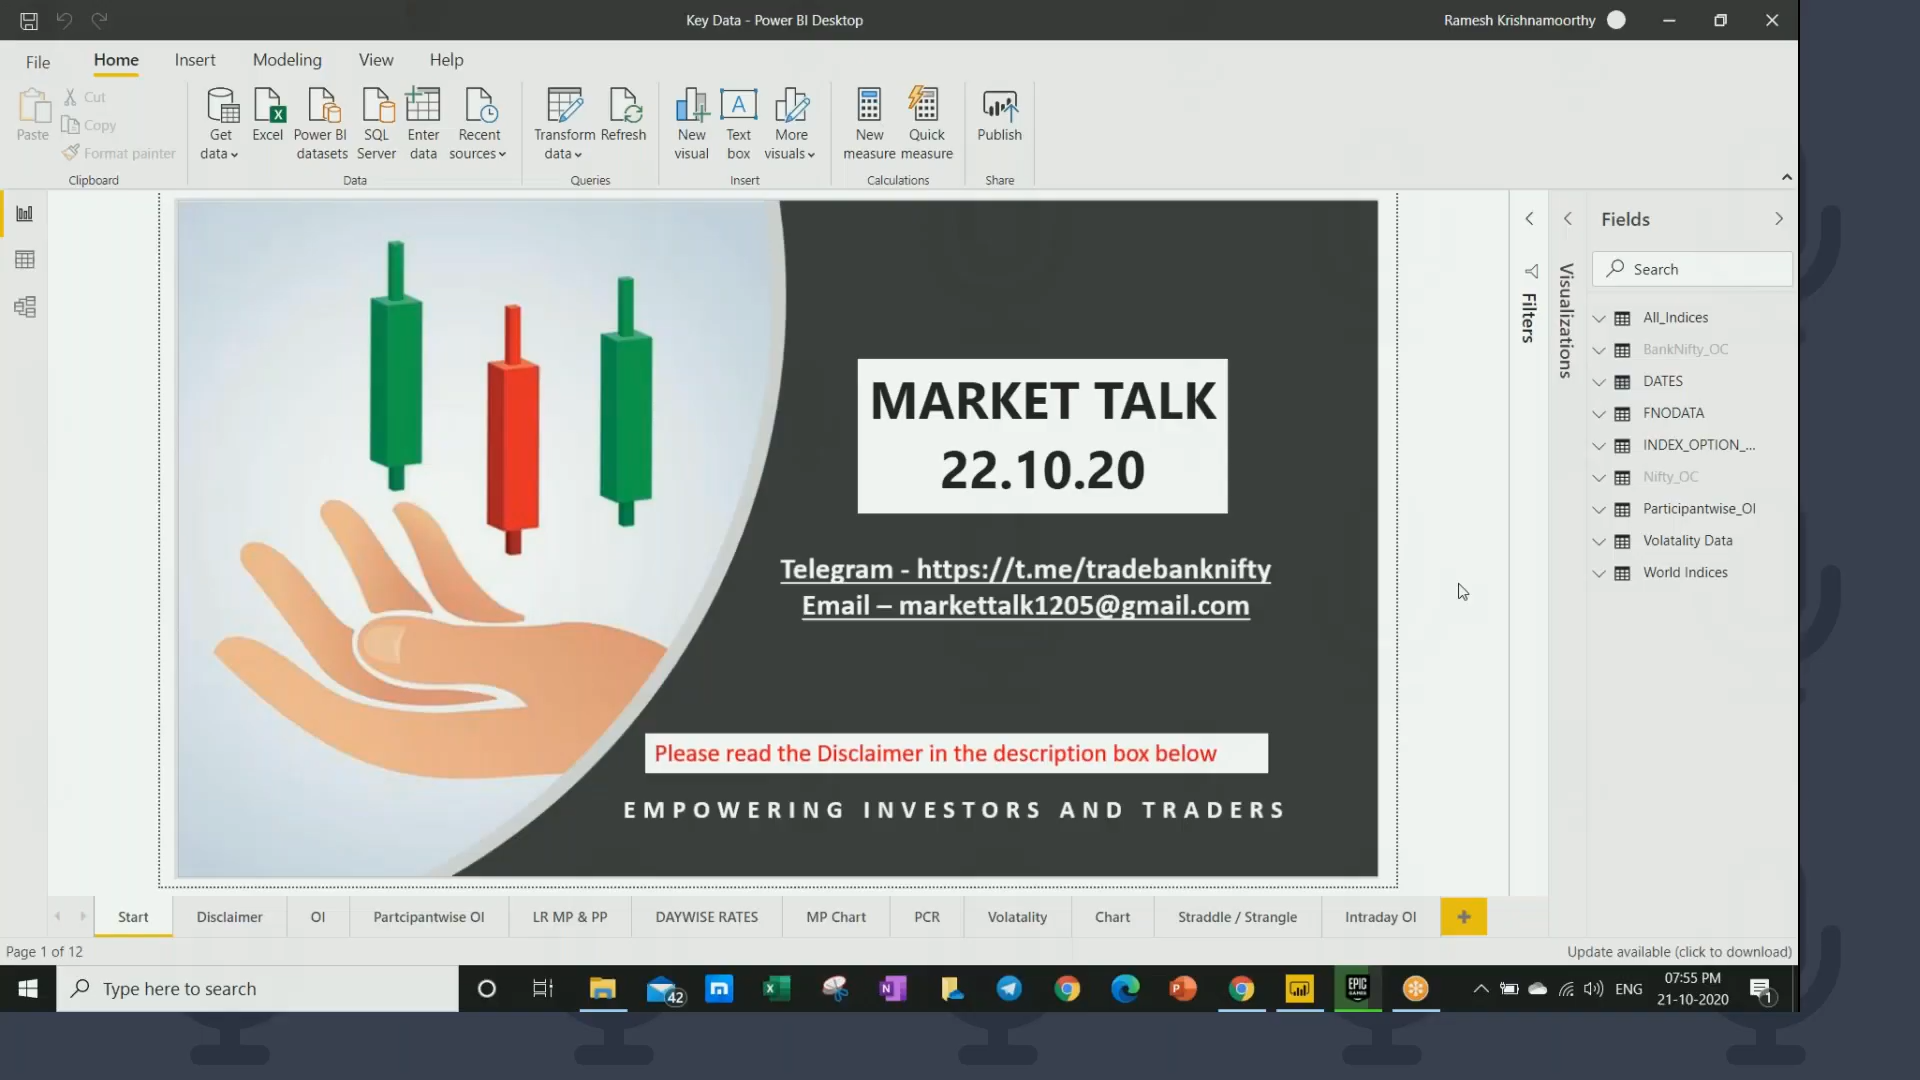 Key Data - Power BI Desktop
Ramesh Krishnamoorthy
File
Home
Insert
Modeling
View
Help
Paste
Cut
Copy
Format painter
Clipboard
Get data
Excel
Power BI datasets
SQL Server
Enter data
Recent sources
Data
Transform data
Refresh
Queries
New visual
Text box
More visuals
Insert
New measure
Quick measure
Calculations
Publish
Share
MARKET TALK
22.10.20
Telegram - https://t.me/tradebanknifty
Email – markettalk1205@gmail.com
Please read the Disclaimer in the description box below
EMPOWERING INVESTORS AND TRADERS
Filters
Visualizations
Fields
Search
All_Indices
BankNifty_OC
DATES
FNODATA
INDEX_OPTION_...
Nifty_OC
Participantwise_OI
Volatality Data
World Indices
Start
Disclaimer
OI
Partcipantwise OI
LR MP & PP
DAYWISE RATES
MP Chart
PCR
Volatality
Chart
Straddle / Strangle
Intraday OI
Page 1 of 12
Update available (click to download)
Type here to search
42
EPIC GAMES
ENG
07:55 PM
21-10-2020
1